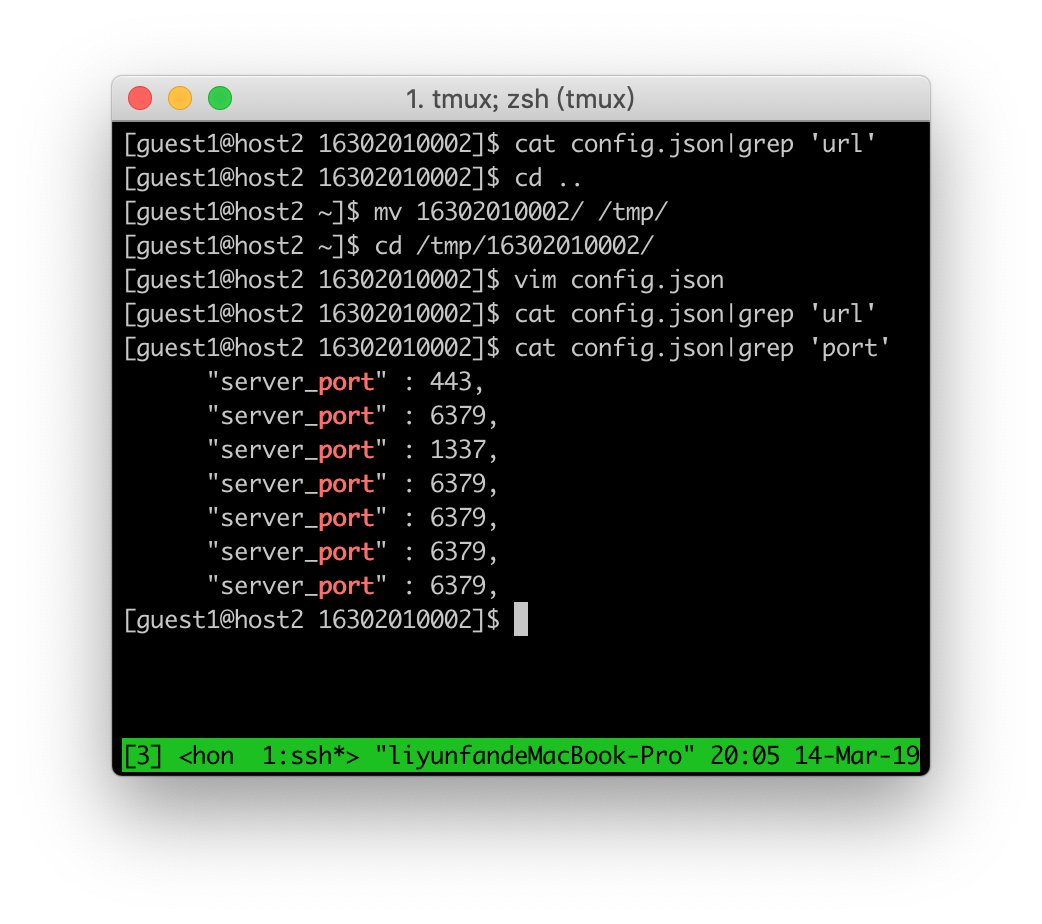 1. tmux; zsh (tmux)
[guest1@host2 16302010002]$ cat config.json|grep 'url'
[guest1@host2 16302010002]$ cd ..
[guest1@host2 ~]$ mv 16302010002/ /tmp/
[guest1@host2 ~]$ cd /tmp/16302010002/
[guest1@host2 16302010002]$ vim config.json
[guest1@host2 16302010002]$ cat config.json|grep 'url'
[guest1@host2 16302010002]$ cat config.json|grep 'port'
      "server_port" : 443,
      "server_port" : 6379,
      "server_port" : 1337,
      "server_port" : 6379,
      "server_port" : 6379,
      "server_port" : 6379,
      "server_port" : 6379,
[guest1@host2 16302010002]$
[3] <hon  1:ssh*> "liyunfandeMacBook-Pro" 20:05 14-Mar-19